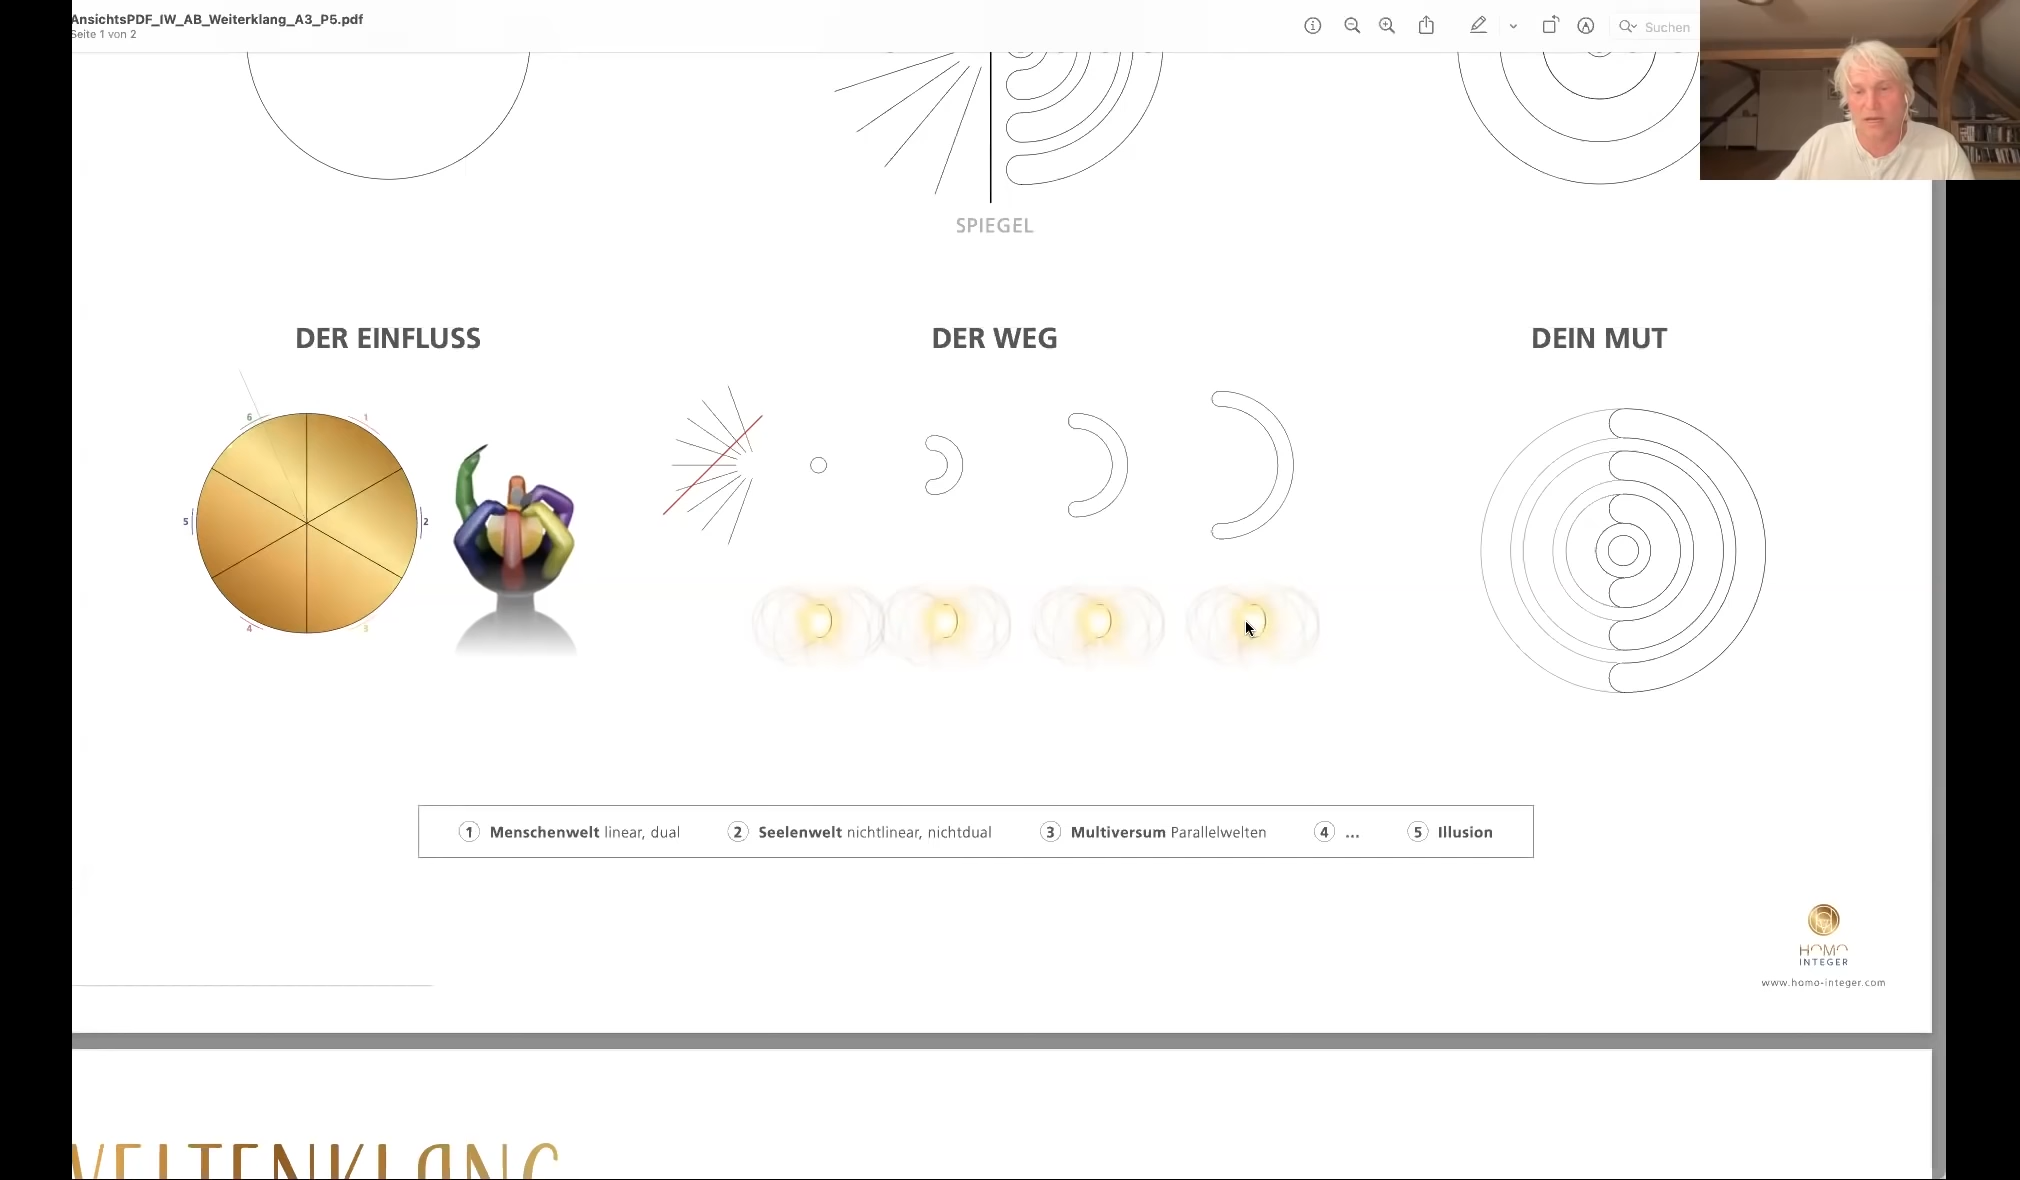 AnsichtsPDF_IW_AB_Weiterklang_A3_P5.pdf
Seite 1 von 2
Suchen
SPIEGEL
DER EINFLUSS
DER WEG
DEIN MUT
6
1
5
2
4
3
1 Menschenwelt linear, dual
2 Seelenwelt nichtlinear, nichtdual
3 Multiversum Parallelwelten
4 ...
5 Illusion
HOMO
INTEGER
www.homo-integer.com
WELTENKLANG